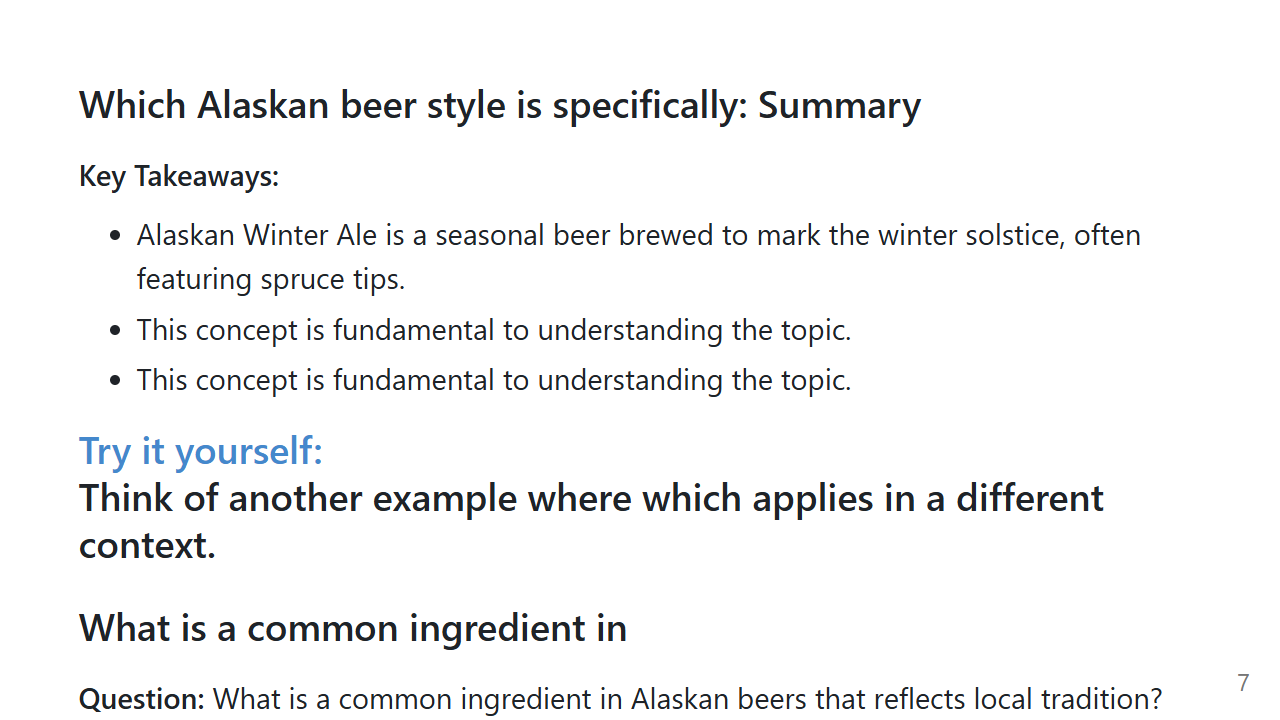 Which Alaskan beer style is specifically: Summary
Key Takeaways:
• Alaskan Winter Ale is a seasonal beer brewed to mark the winter solstice, often
featuring spruce tips.
• This concept is fundamental to understanding the topic.
• This concept is fundamental to understanding the topic.
Try it yourself:
Think of another example where which applies in a different
context.
What is a common ingredient in
Question: What is a common ingredient in Alaskan beers that reflects local tradition?
7